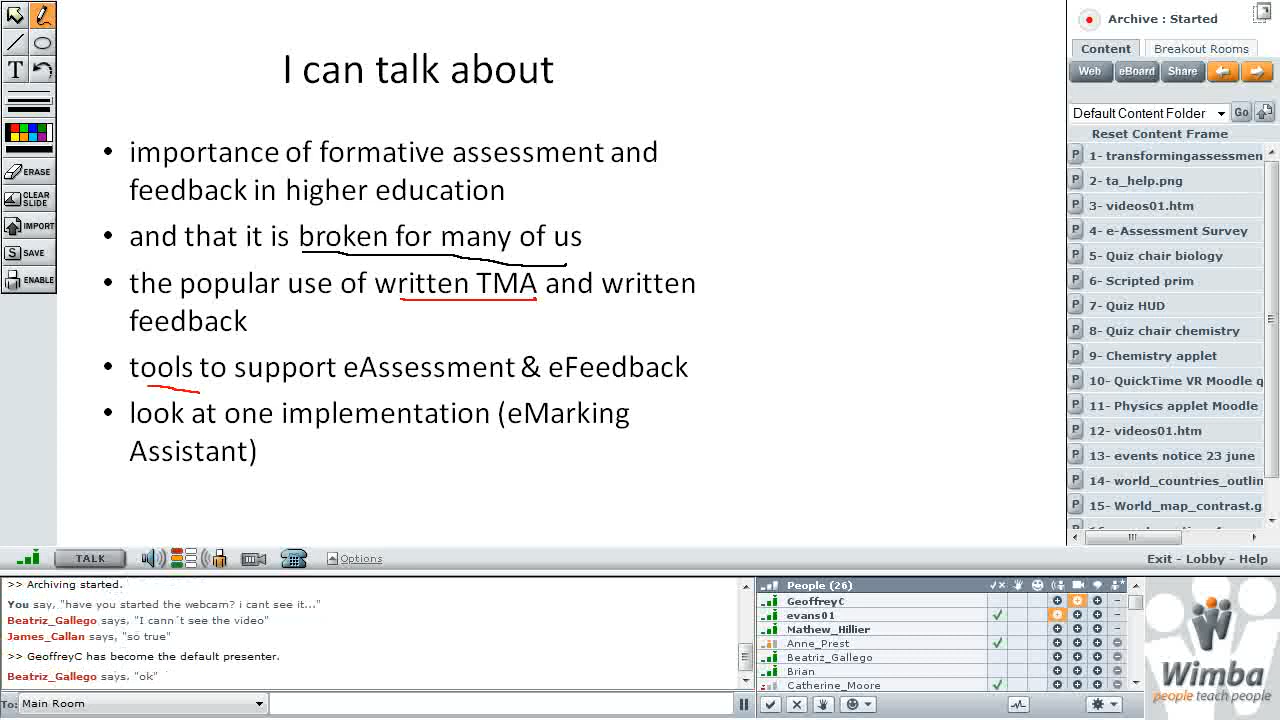 I can talk about
• importance of formative assessment and
feedback in higher education
• and that it is broken for many of us
• the popular use of written TMA and written
feedback
• tools to support eAssessment & eFeedback
• look at one implementation (eMarking
Assistant)
T
ERASE
CLEAR
SLIDE
IMPORT
SAVE
ENABLE
Archive : Started
Content Breakout Rooms
Web eBoard Share
Default Content Folder Go
Reset Content Frame
1- transformingassessmen
2- ta_help.png
3- videos01.htm
4- e-Assessment Survey
5- Quiz chair biology
6- Scripted prim
7- Quiz HUD
8- Quiz chair chemistry
9- Chemistry applet
10- QuickTime VR Moodle q
11- Physics applet Moodle
12- videos01.htm
13- events notice 23 june
14- world_countries_outlin
15- World_map_contrast.g
TALK Options
Exit - Lobby - Help
>> Archiving started.
You say, "have you started the webcam? i cant see it..."
Beatriz_Gallego says, "I cann´t see the video"
James_Callan says, "so true"
>> GeoffreyC has become the default presenter.
Beatriz_Gallego says, "ok"
To: Main Room
People (26)
GeoffreyC
evans01
Mathew_Hillier
Anne_Prest
Beatriz_Gallego
Brian
Catherine_Moore
Wimba
people teach people